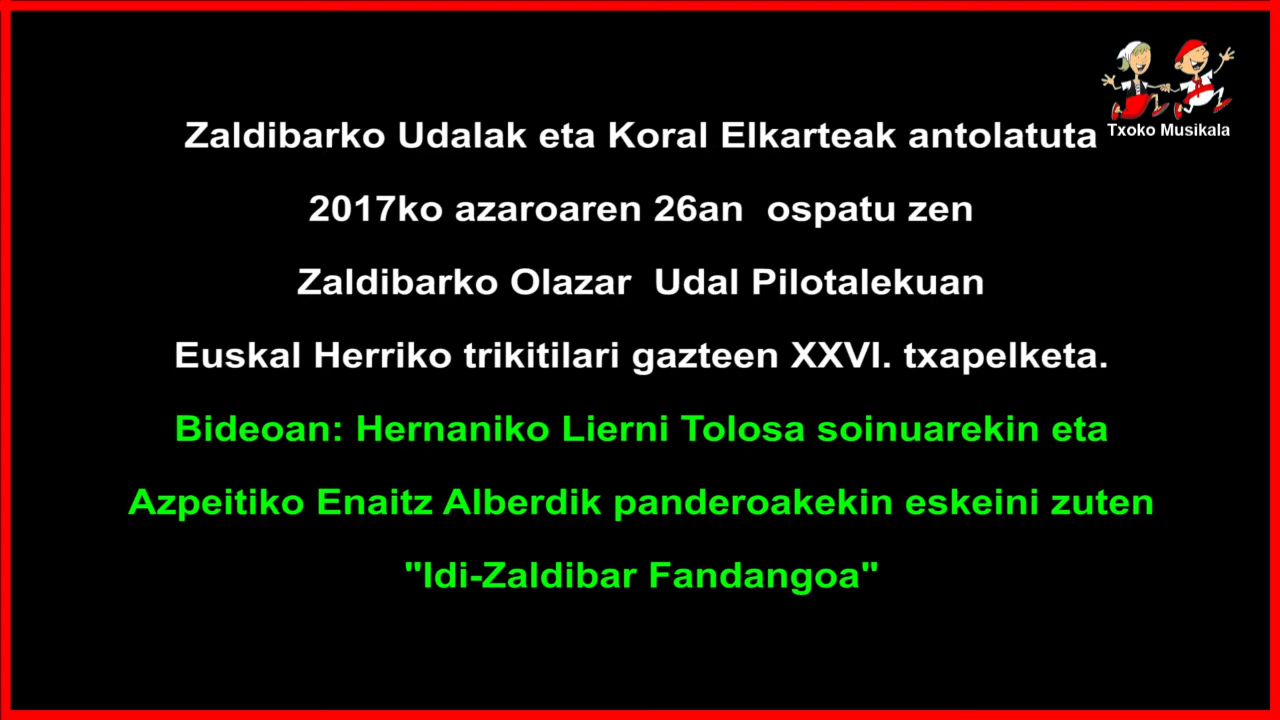 Txoko Musikala
Zaldibarko Udalak eta Koral Elkarteak antolatuta
2017ko azaroaren 26an  ospatu zen
Zaldibarko Olazar  Udal Pilotalekuan
Euskal Herriko trikitilari gazteen XXVI. txapelketa.
Bideoan: Hernaniko Lierni Tolosa soinuarekin eta
Azpeitiko Enaitz Alberdik panderoakekin eskeini zuten
"Idi-Zaldibar Fandangoa"